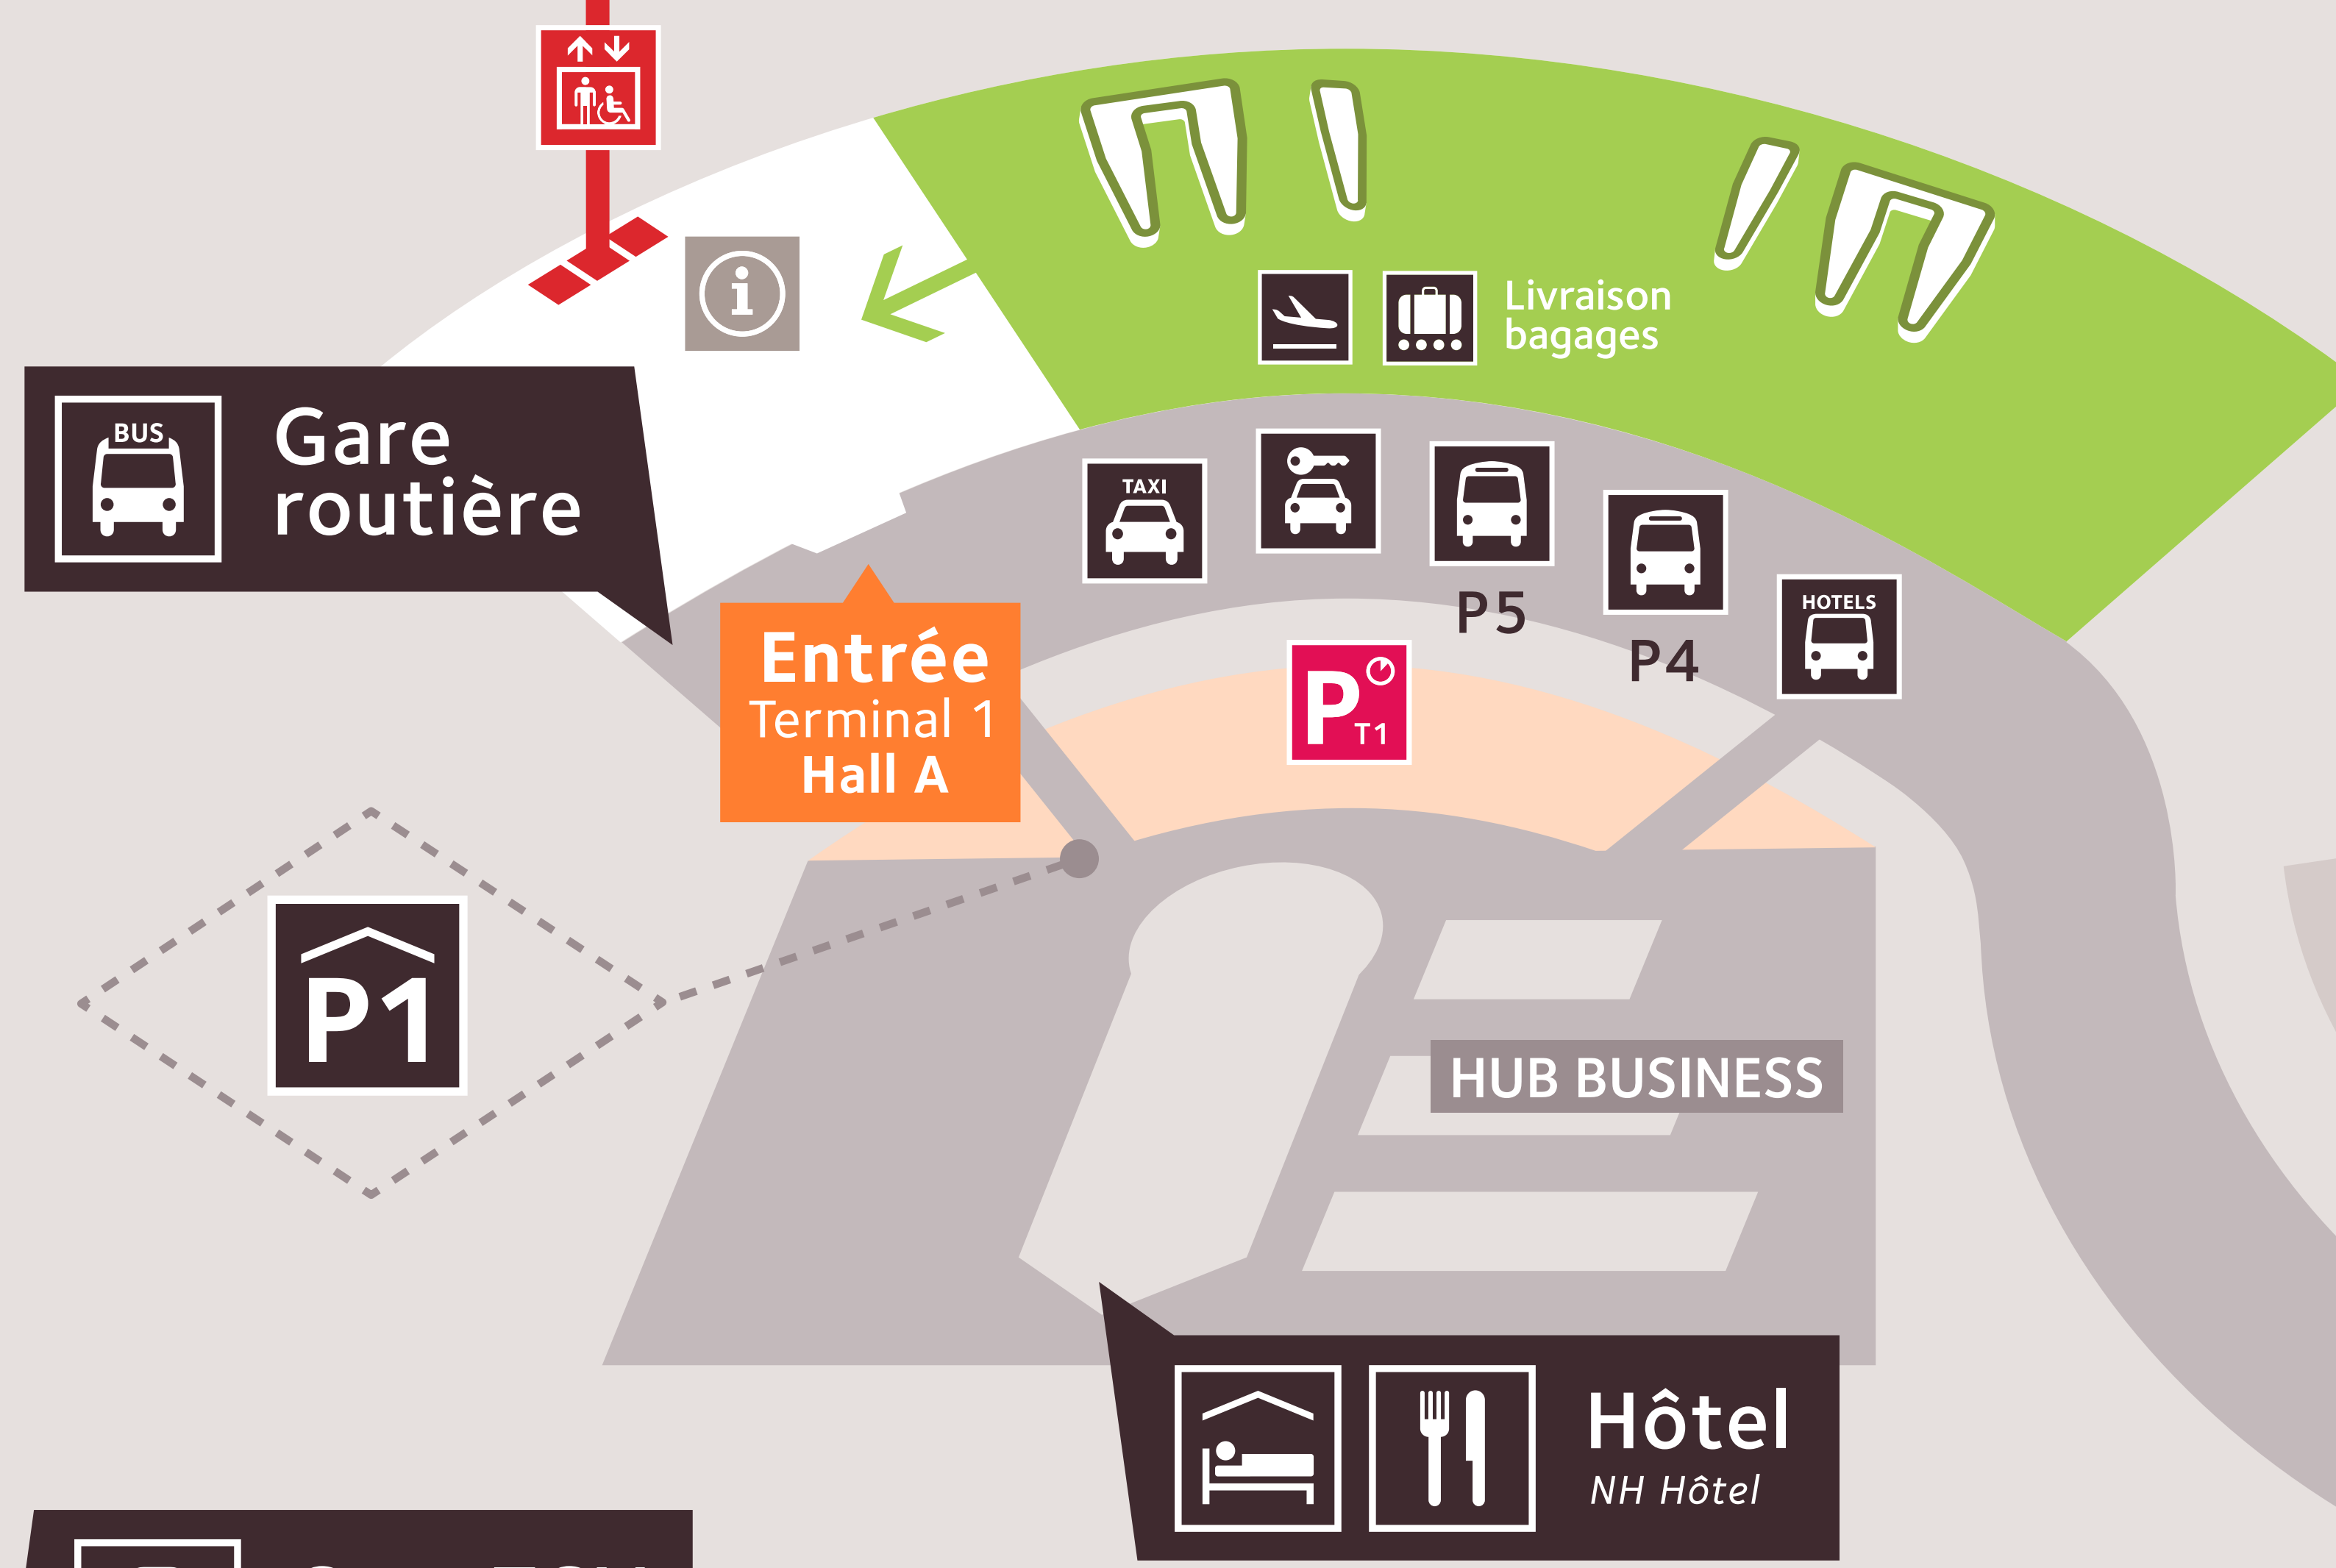 Livraison
bagages
BUS
Gare
routière
TAXI
P5
P4
HOTELS
Entrée
Terminal 1
Hall A
P
T1
P1
HUB BUSINESS
Hôtel
NH Hôtel